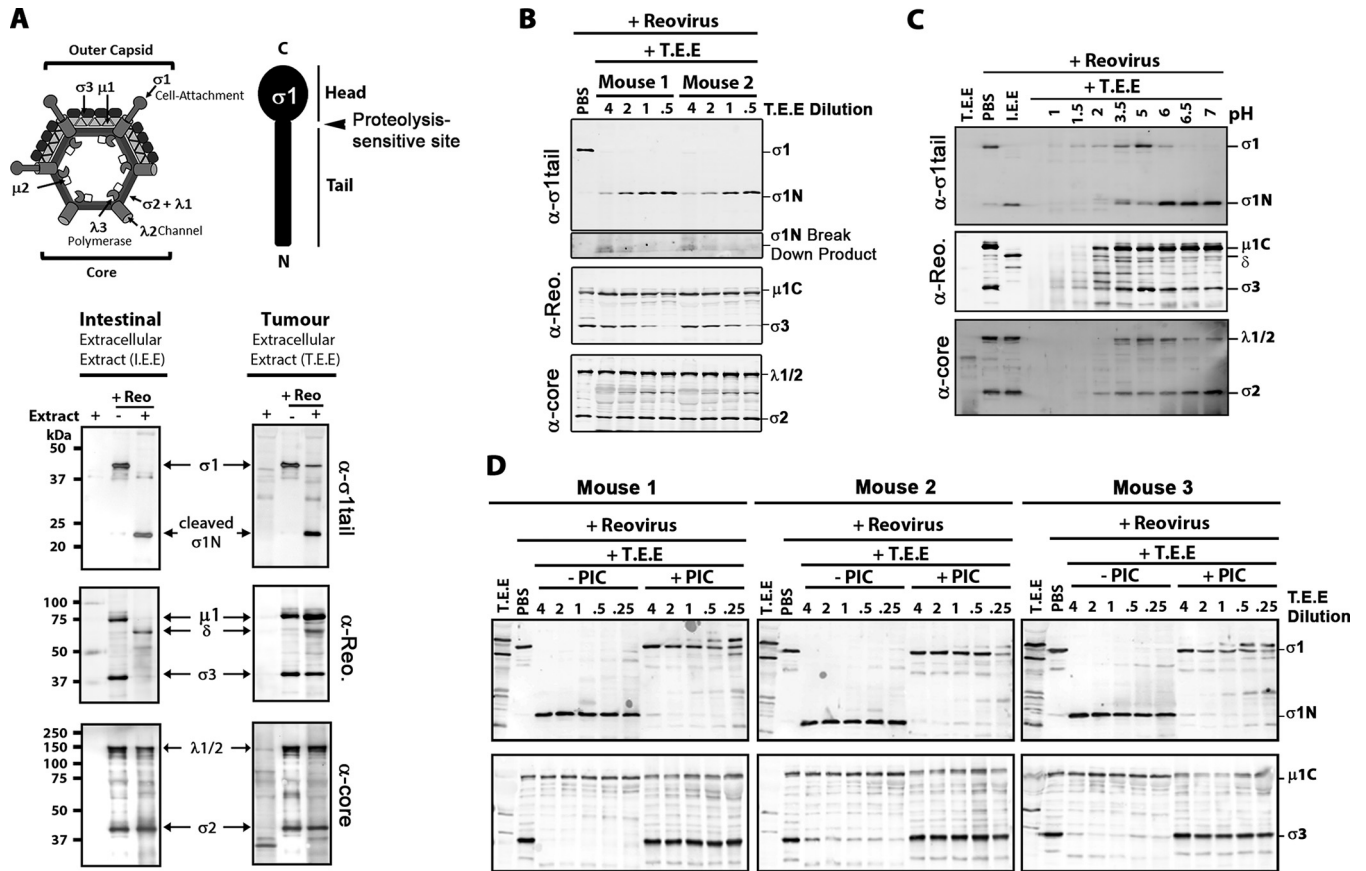 A
Outer Capsid
σ3 μ1
σ1
Cell-Attachment
μ2
σ2 + λ1
λ3
Polymerase
λ2 Channel
Core
C
σ1
Head
Proteolysis-
sensitive site
Tail
N
Intestinal
Extracellular
Extract (I.E.E)
Tumour
Extracellular
Extract (T.E.E)
+ Reo
+ Reo
Extract + - +
+ - +
kDa
50
37
25
20
σ1
cleaved
σ1N
α-σ1tail
100
75
50
37
μ1
δ
σ3
α-Reo.
250
150
100
75
50
37
λ1/2
σ2
α-core
B
+ Reovirus
+ T.E.E
Mouse 1 Mouse 2
PBS 4 2 1 .5 4 2 1 .5 T.E.E Dilution
α-σ1tail
σ1
σ1N
σ1N Break
Down Product
α-Reo.
μ1C
σ3
α-core
λ1/2
σ2
C
+ Reovirus
+ T.E.E
T.E.E PBS I.E.E 1 1.5 2 3.5 5 6 6.5 7 pH
α-σ1tail
σ1
σ1N
α-Reo.
μ1C
δ
σ3
α-core
λ1/2
σ2
D
Mouse 1 Mouse 2 Mouse 3
+ Reovirus + Reovirus + Reovirus
+ T.E.E + T.E.E + T.E.E
- PIC + PIC - PIC + PIC - PIC + PIC
T.E.E PBS 4 2 1 .5 .25 4 2 1 .5 .25
T.E.E PBS 4 2 1 .5 .25 4 2 1 .5 .25
T.E.E PBS 4 2 1 .5 .25 4 2 1 .5 .25
T.E.E
Dilution
σ1
σ1N
μ1C
σ3